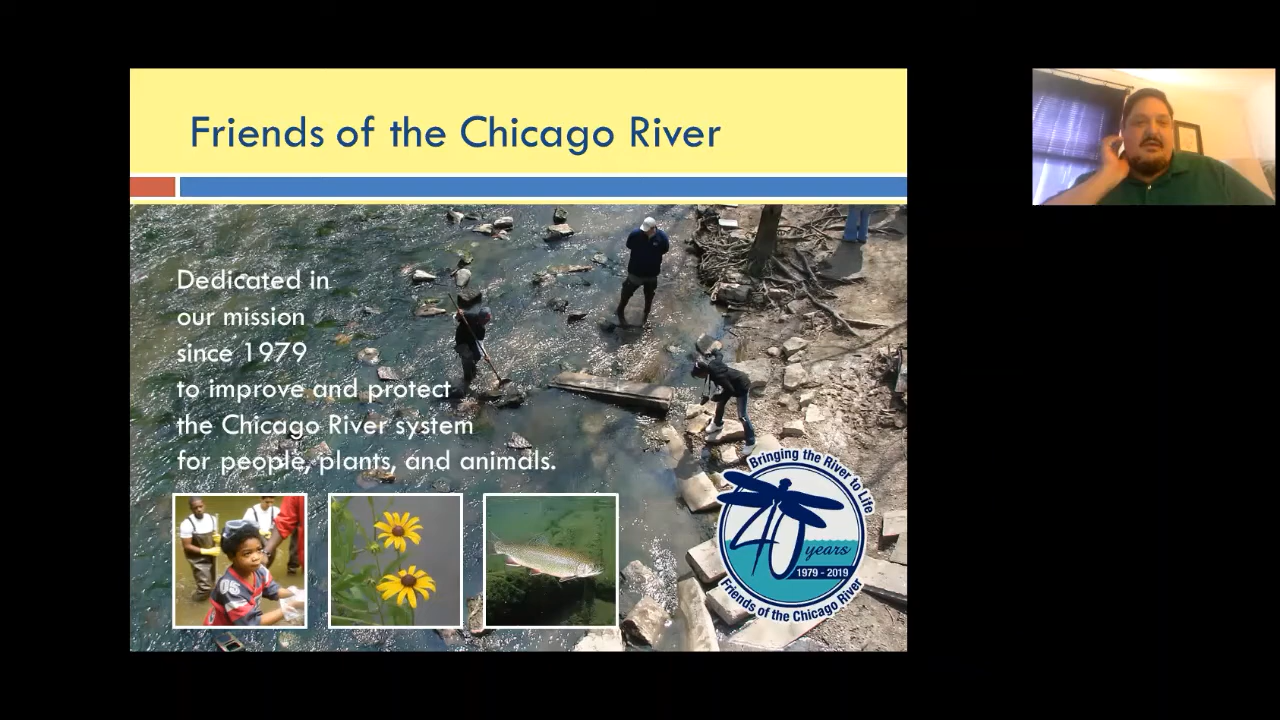 Friends of the Chicago River
Dedicated in
our mission
since 1979
to improve and protect
the Chicago River system
for people, plants, and animals.
05
Bringing the River to Life
40
years
1979 - 2019
Friends of the Chicago River